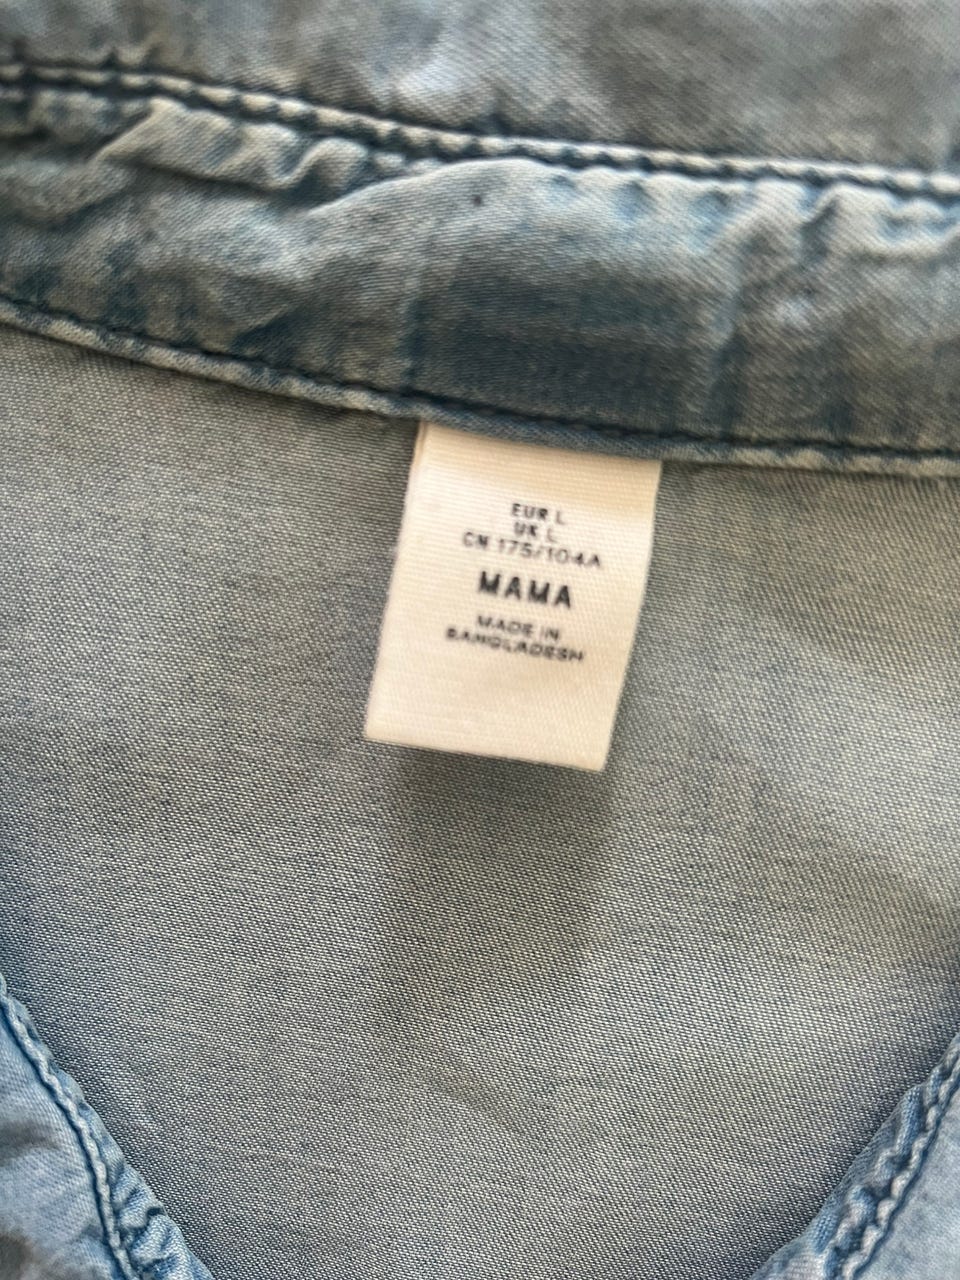 EUR L
UK L
CN 175/104A
MAMA
MADE IN
BANGLADESH